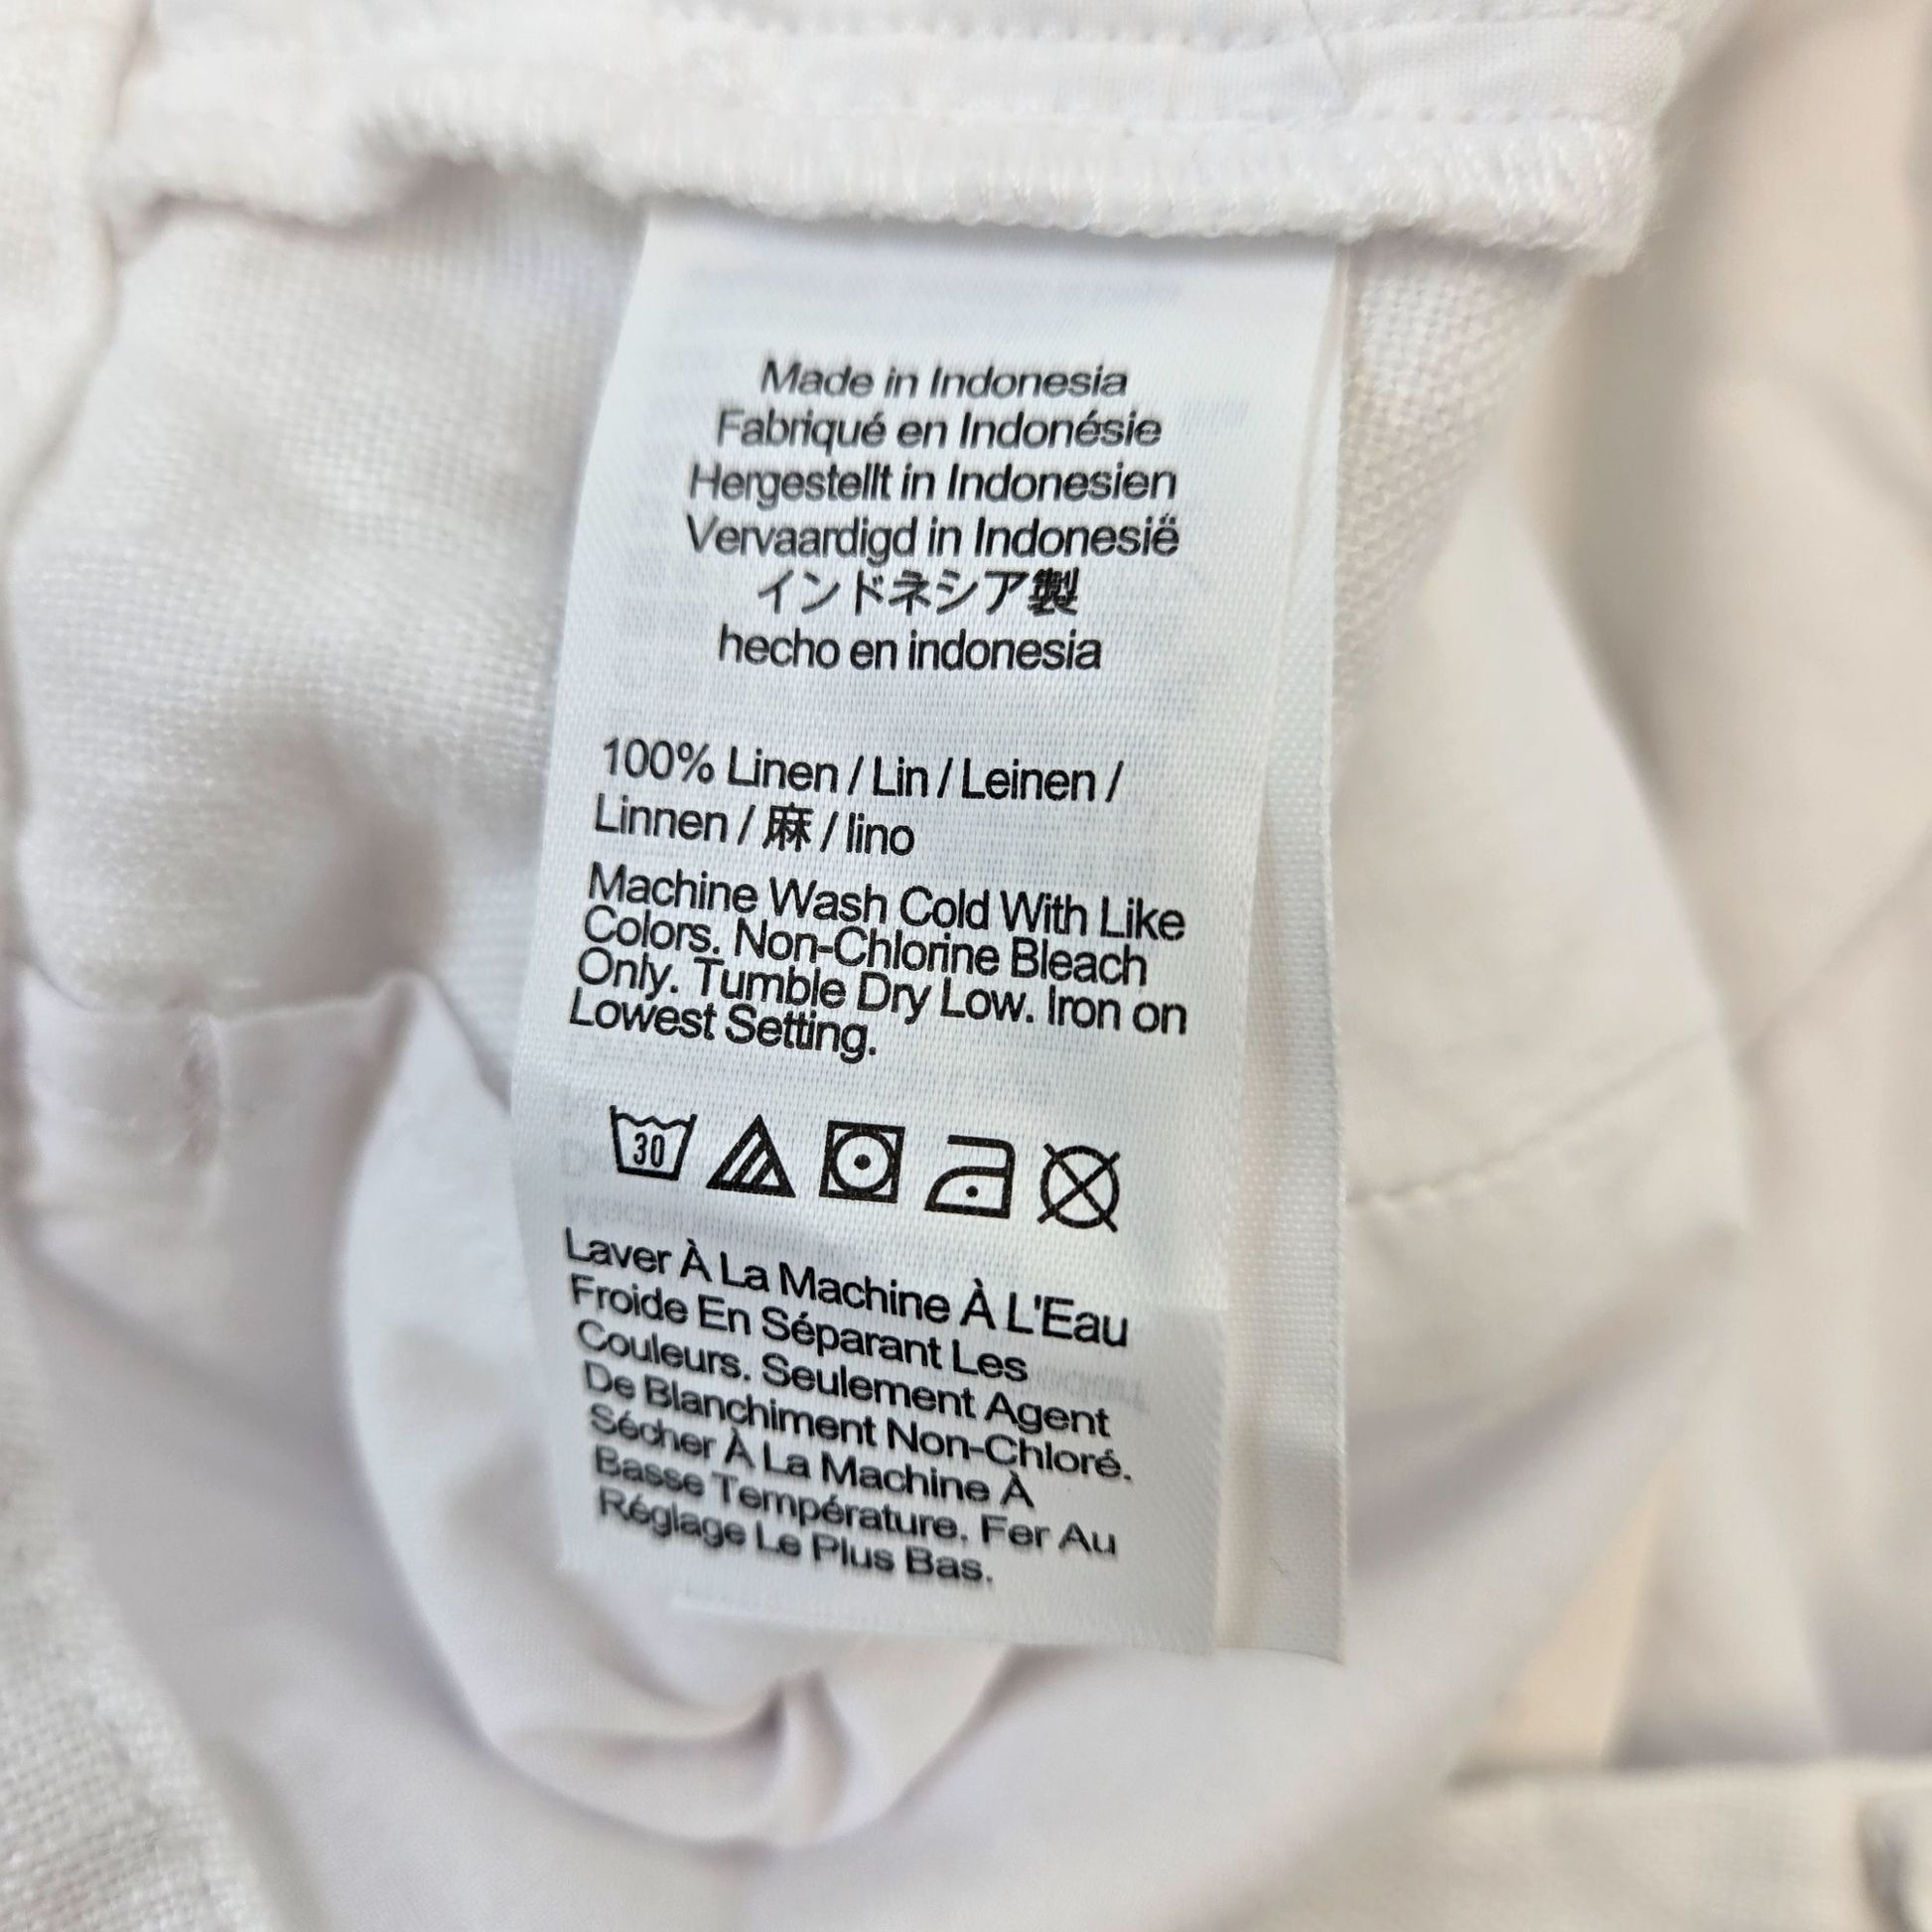 Made in Indonesia
Fabriqué en Indonésie
Hergestellt in Indonesien
Vervaardigd in Indonesië
インドネシア製
hecho en indonesia
100% Linen / Lin / Leinen /
Linnen / 麻 / lino
Machine Wash Cold With Like
Colors. Non-Chlorine Bleach
Only. Tumble Dry Low. Iron on
Lowest Setting.
30
Laver À La Machine À L'Eau
Froide En Séparant Les
Couleurs. Seulement Agent
De Blanchiment Non-Chloré.
Sécher À La Machine À
Basse Température. Fer Au
Réglage Le Plus Bas.